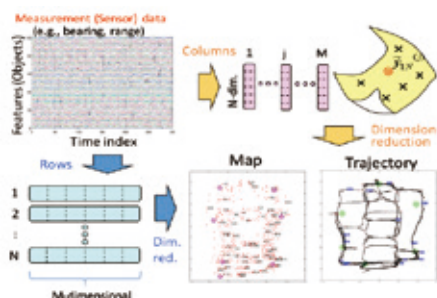 Measurement (Sensor) data
(e.g., bearing, range)
Features (Objects)
Time index
Columns
1 j M
N-dim.
Dimension
reduction
Rows
Map
Trajectory
1
2
N
Dim.
red.
M-dimensional